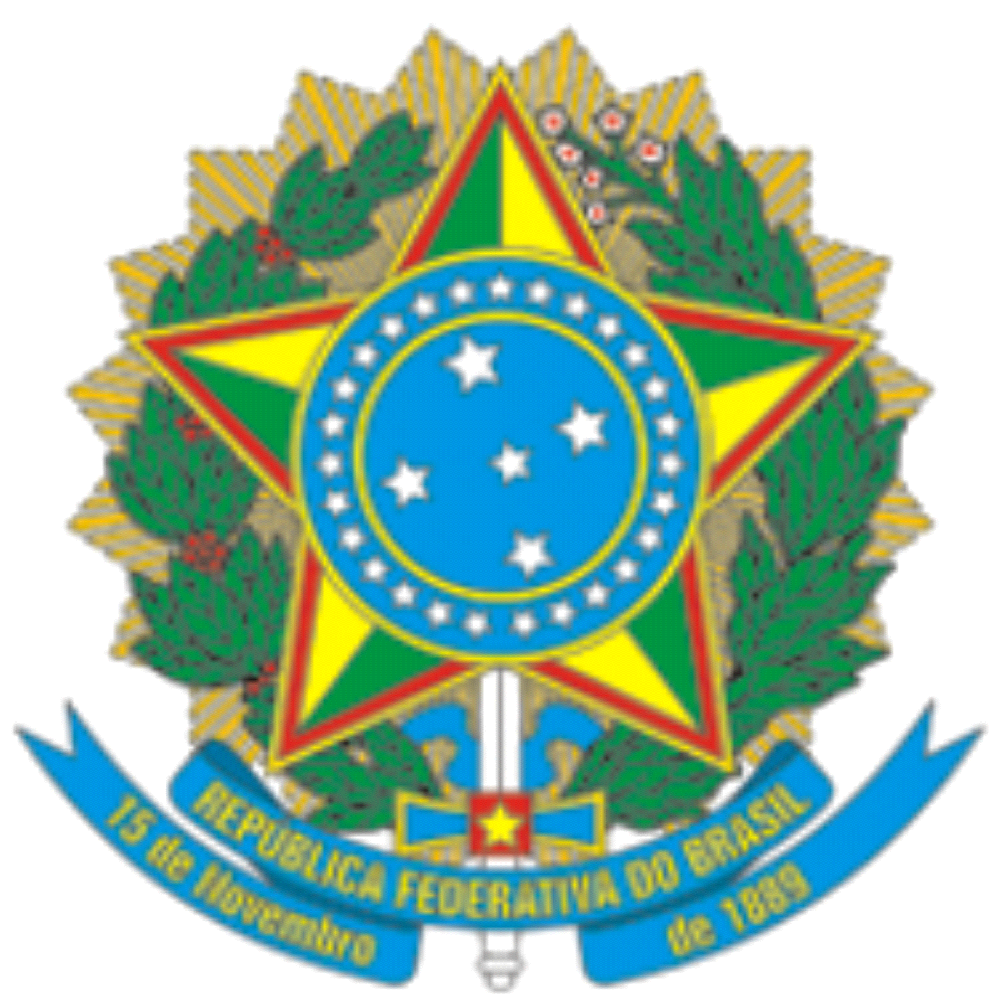 REPUBLICA FEDERATIVA DO BRASIL
15 de Novembro
de 1889